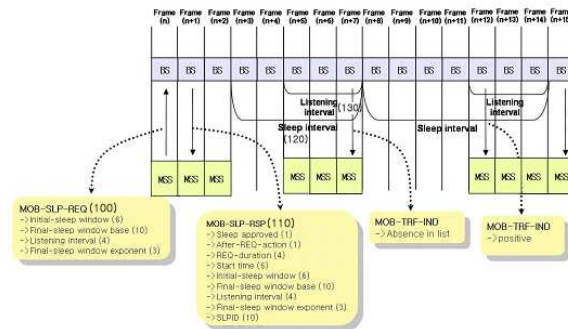 Frame Frame Frame Frame Frame Frame Frame Frame Frame Frame Frame Frame Frame Frame Frame Frame
(n) (n+1) (n+2) (n+3) (n+4) (n+5) (n+6) (n+7) (n+8) (n+9) (n+10) (n+11) (n+12) (n+13) (n+14) (n+15)
BS BS BS BS BS BS BS BS BS BS BS BS BS BS BS BS
Listening interval (130)
Listening interval
Sleep interval (120)
Sleep interval
MSS MSS MSS MSS MSS MSS MSS MSS MSS MSS
MOB-SLP-REQ (100)
->Initial-sleep window (6)
->Final-sleep window base (10)
->Listening interval (4)
->Final-sleep window exponent (3)
MOB-SLP-RSP (110)
->Sleep approved (1)
->After-REQ-action (1)
->REQ-duration (4)
->Start time (6)
->Initial-sleep window (6)
->Final-sleep window base (10)
->Listening interval (4)
->Final-sleep window exponent (3)
->SLPID (10)
MOB-TRF-IND
->Absence in list
MOB-TRF-IND
->positive